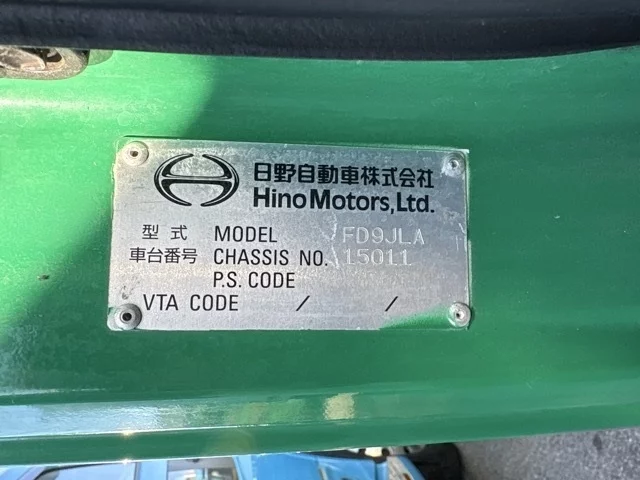 日野自動車株式会社
Hino Motors, Ltd.
型式 MODEL FD9JLA
車台番号 CHASSIS NO. 15011
P.S. CODE
VTA CODE / /